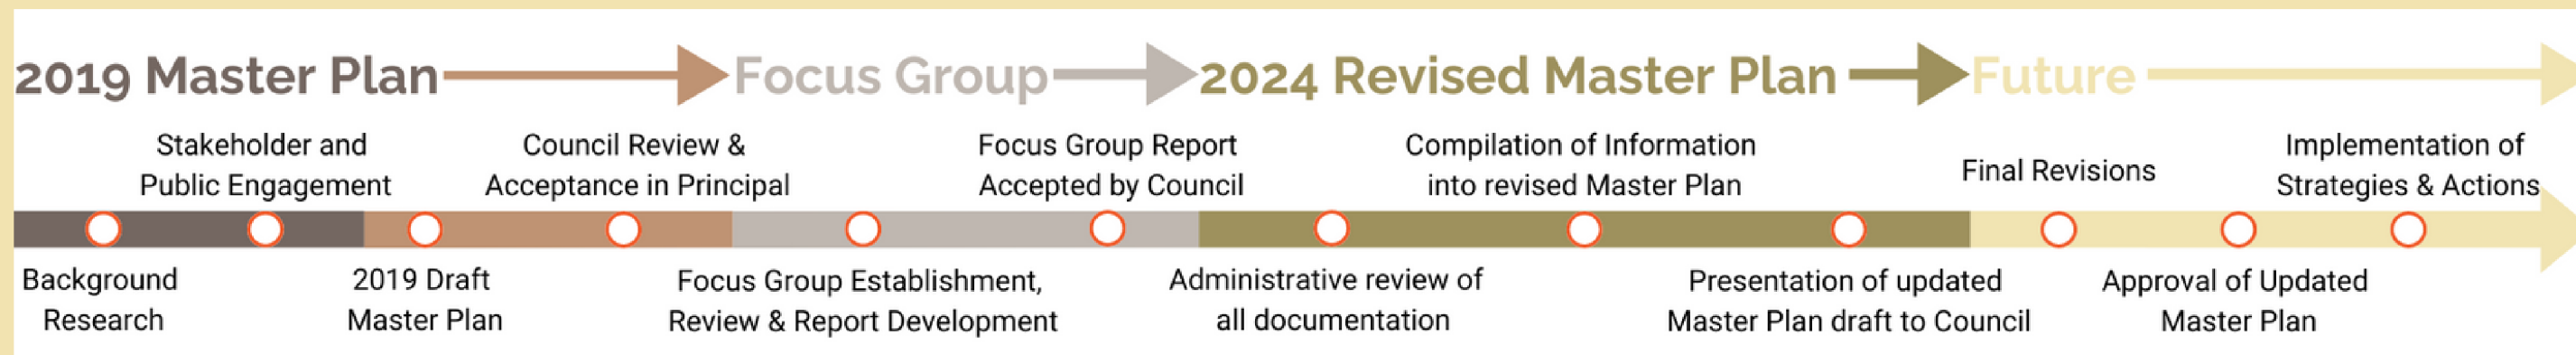 2019 Master Plan
Focus Group
2024 Revised Master Plan
Future
Stakeholder and
Public Engagement
Council Review &
Acceptance in Principal
Focus Group Report
Accepted by Council
Compilation of Information
into revised Master Plan
Final Revisions
Implementation of
Strategies & Actions
Background
Research
2019 Draft
Master Plan
Focus Group Establishment,
Review & Report Development
Administrative review of
all documentation
Presentation of updated
Master Plan draft to Council
Approval of Updated
Master Plan